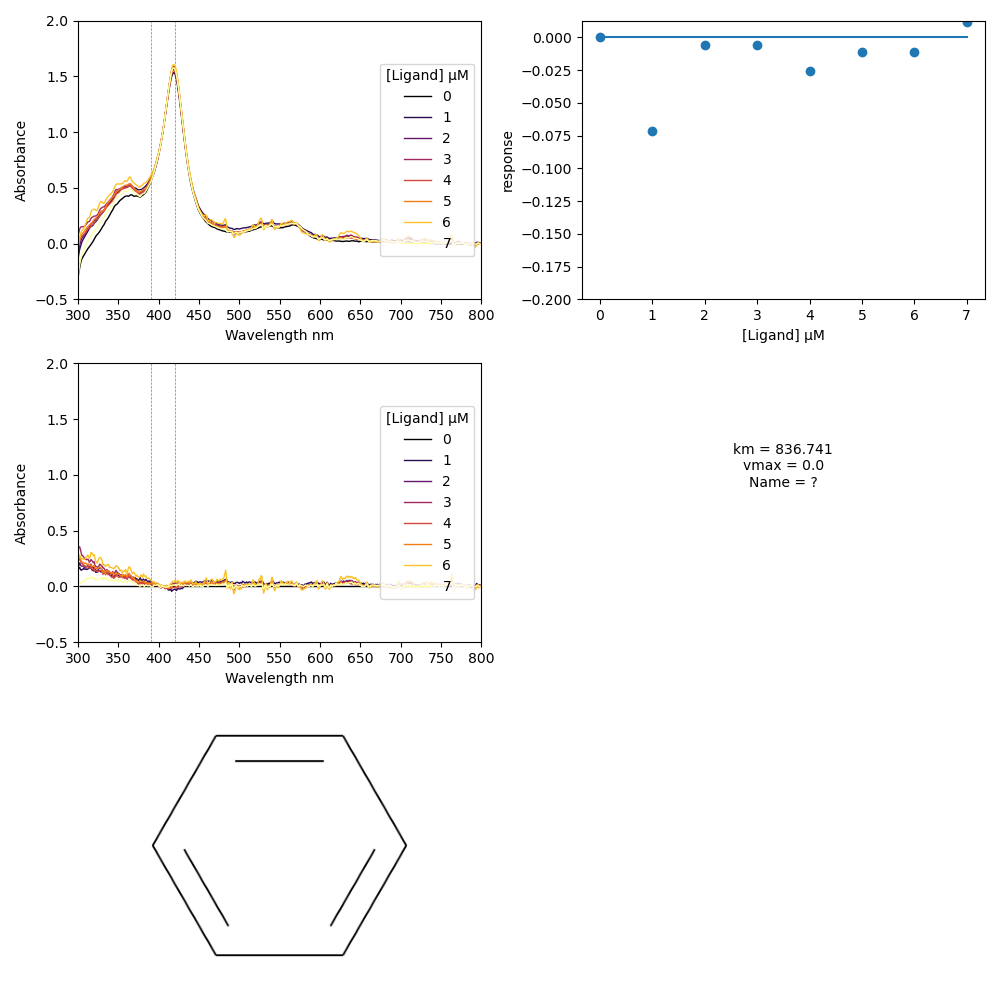 2.0
1.5
1.0
0.5
0.0
−0.5
Absorbance
300 350 400 450 500 550 600 650 700 750 800
Wavelength nm
[Ligand] μM
0
1
2
3
4
5
6
7
0.000
−0.025
−0.050
−0.075
−0.100
−0.125
−0.150
−0.175
−0.200
response
0 1 2 3 4 5 6 7
[Ligand] μM
2.0
1.5
1.0
0.5
0.0
−0.5
Absorbance
300 350 400 450 500 550 600 650 700 750 800
Wavelength nm
[Ligand] μM
0
1
2
3
4
5
6
7
km = 836.741
vmax = 0.0
Name = ?